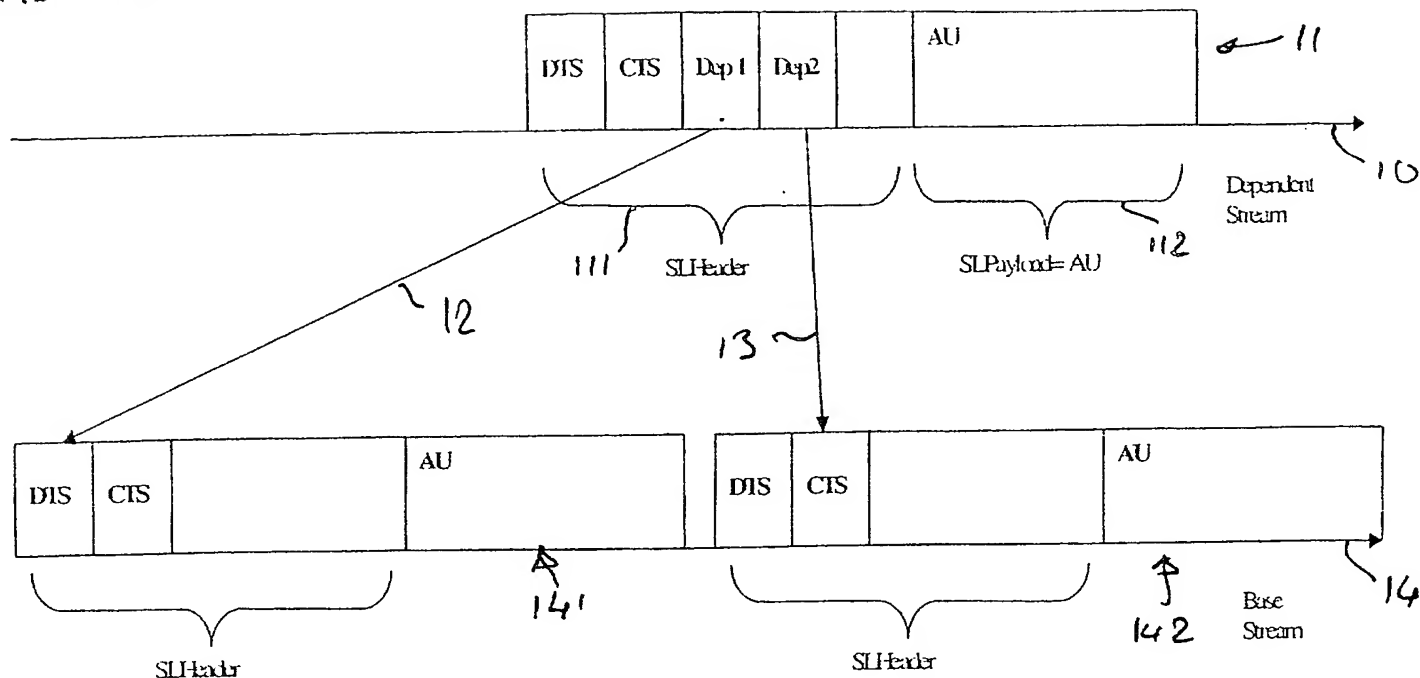 DTS CTS Dep1 Dep2 AU
11
10
Dependent
Stream
111 SLHeader SLPayload=AU 112
12
13
DTS CTS AU DTS CTS AU
141 142 14
Base
Stream
SLHeader SLHeader